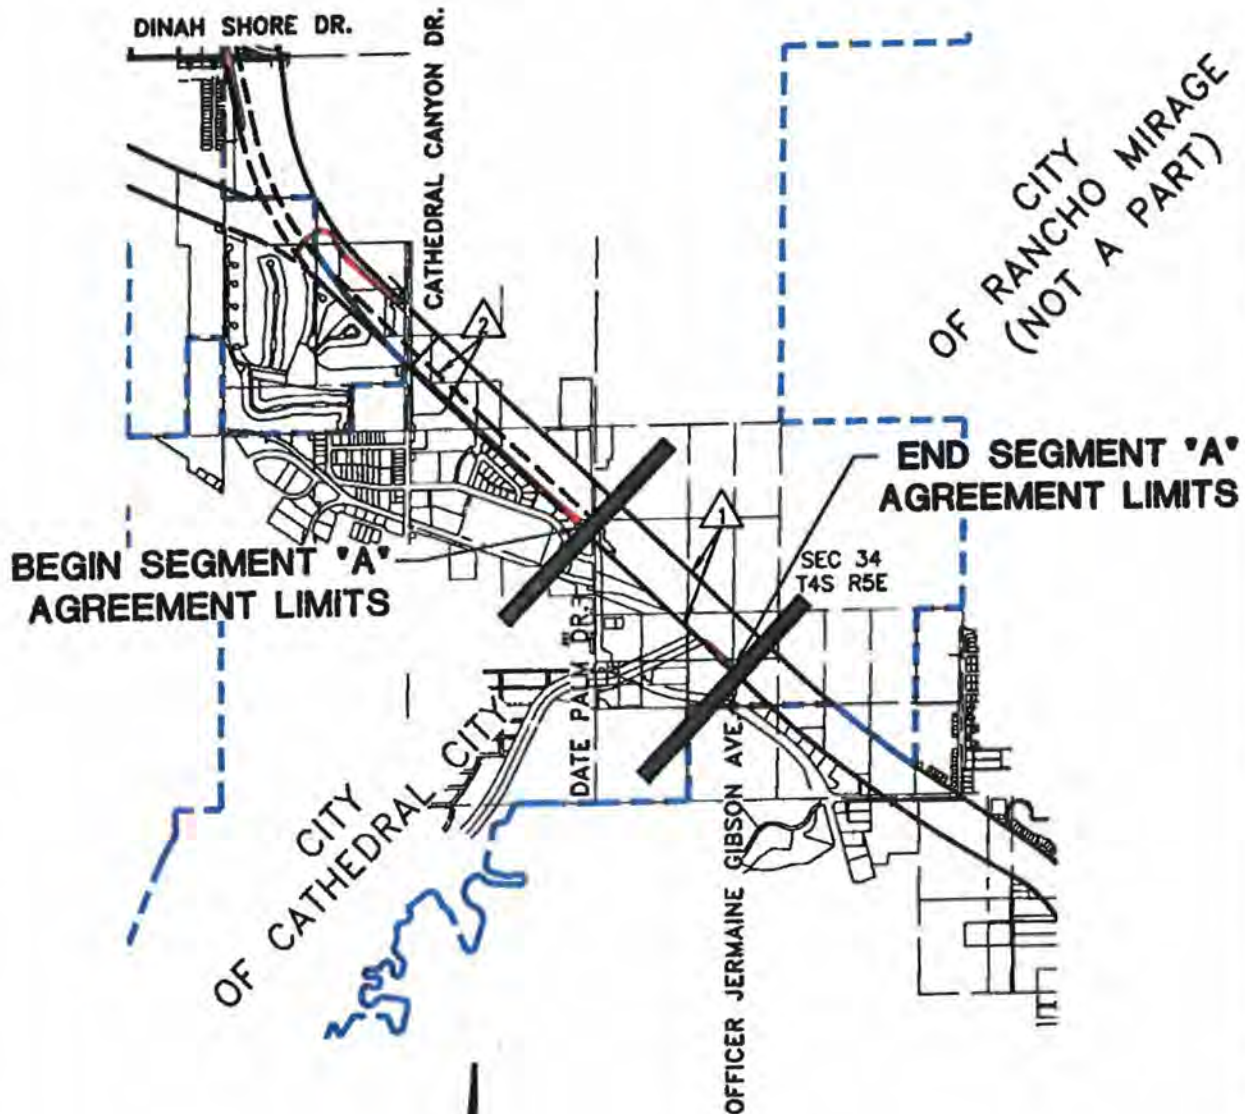 DINAH SHORE DR.
CATHEDRAL CANYON DR.
CITY
OF RANCHO MIRAGE
(NOT A PART)
2
END SEGMENT "A"
AGREEMENT LIMITS
1
SEC 34
T4S R5E
BEGIN SEGMENT "A"
AGREEMENT LIMITS
DATE PALM DR.
CITY
OF CATHEDRAL CITY
OFFICER JERMAINE GIBSON AVE.